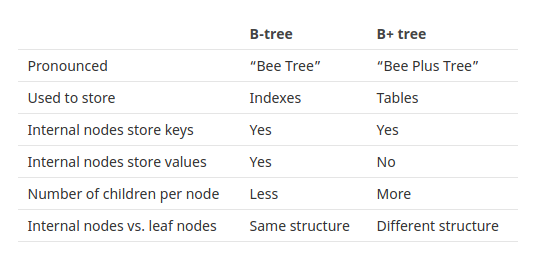 B-tree B+ tree
Pronounced “Bee Tree” “Bee Plus Tree”
Used to store Indexes Tables
Internal nodes store keys Yes Yes
Internal nodes store values Yes No
Number of children per node Less More
Internal nodes vs. leaf nodes Same structure Different structure